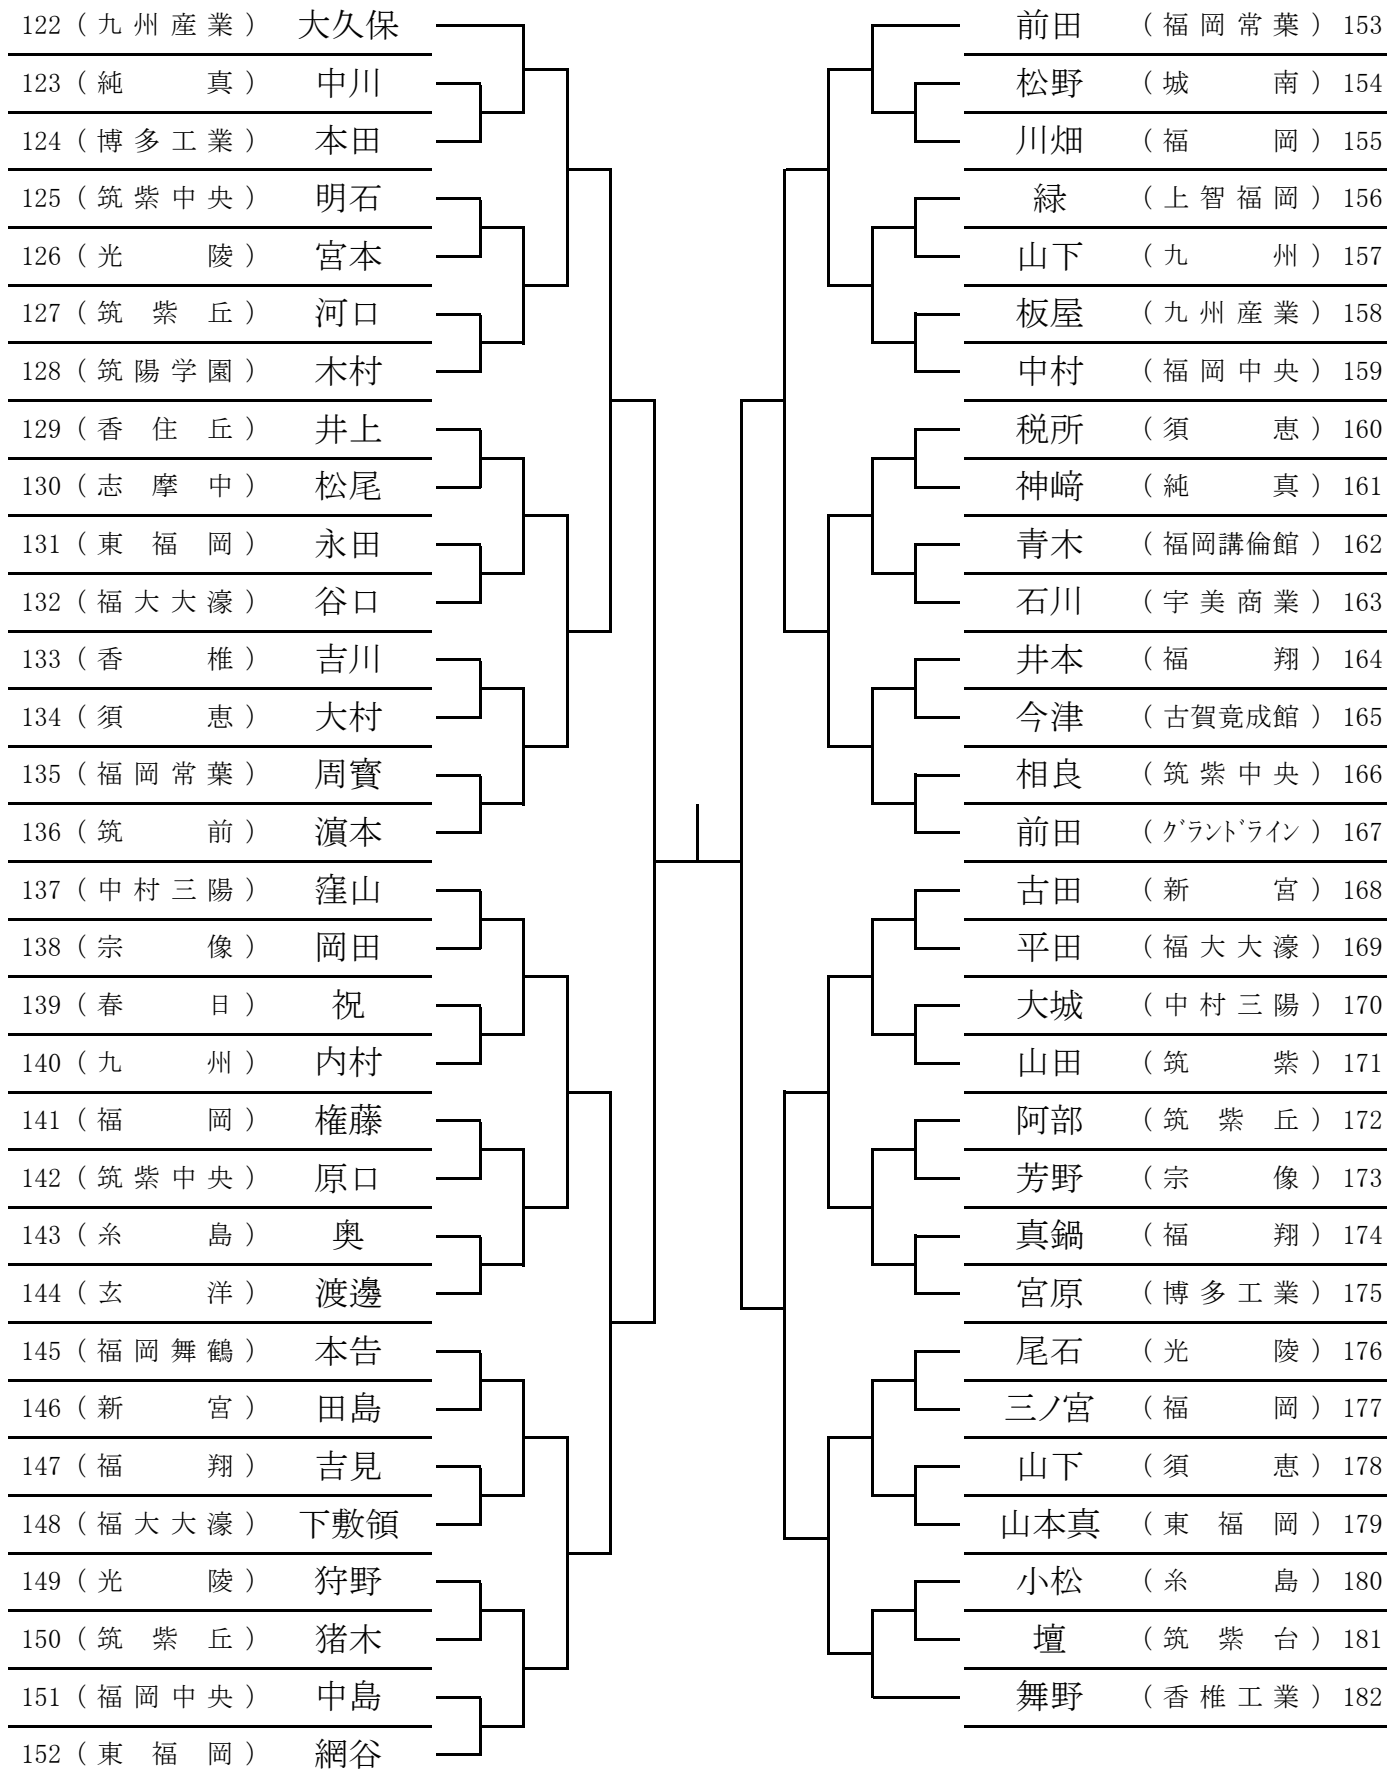 122 ( 九州産業 ) 大久保
123 ( 純真 ) 中川
124 ( 博多工業 ) 本田
125 ( 筑紫中央 ) 明石
126 ( 光陵 ) 宮本
127 ( 筑紫丘 ) 河口
128 ( 筑陽学園 ) 木村
129 ( 香住丘 ) 井上
130 ( 志摩中 ) 松尾
131 ( 東福岡 ) 永田
132 ( 福大大濠 ) 谷口
133 ( 香椎 ) 吉川
134 ( 須恵 ) 大村
135 ( 福岡常葉 ) 周寳
136 ( 筑前 ) 濵本
137 ( 中村三陽 ) 窪山
138 ( 宗像 ) 岡田
139 ( 春日 ) 祝
140 ( 九州 ) 内村
141 ( 福岡 ) 権藤
142 ( 筑紫中央 ) 原口
143 ( 糸島 ) 奥
144 ( 玄洋 ) 渡邊
145 ( 福岡舞鶴 ) 本告
146 ( 新宮 ) 田島
147 ( 福翔 ) 吉見
148 ( 福大大濠 ) 下敷領
149 ( 光陵 ) 狩野
150 ( 筑紫丘 ) 猪木
151 ( 福岡中央 ) 中島
152 ( 東福岡 ) 網谷
前田 ( 福岡常葉 ) 153
松野 ( 城南 ) 154
川畑 ( 福岡 ) 155
緑 ( 上智福岡 ) 156
山下 ( 九州 ) 157
板屋 ( 九州産業 ) 158
中村 ( 福岡中央 ) 159
税所 ( 須恵 ) 160
神﨑 ( 純真 ) 161
青木 ( 福岡講倫館 ) 162
石川 ( 宇美商業 ) 163
井本 ( 福翔 ) 164
今津 ( 古賀竟成館 ) 165
相良 ( 筑紫中央 ) 166
前田 ( ｸﾞﾗﾝﾄﾞﾗｲﾝ ) 167
古田 ( 新宮 ) 168
平田 ( 福大大濠 ) 169
大城 ( 中村三陽 ) 170
山田 ( 筑紫 ) 171
阿部 ( 筑紫丘 ) 172
芳野 ( 宗像 ) 173
真鍋 ( 福翔 ) 174
宮原 ( 博多工業 ) 175
尾石 ( 光陵 ) 176
三ノ宮 ( 福岡 ) 177
山下 ( 須恵 ) 178
山本真 ( 東福岡 ) 179
小松 ( 糸島 ) 180
壇 ( 筑紫台 ) 181
舞野 ( 香椎工業 ) 182